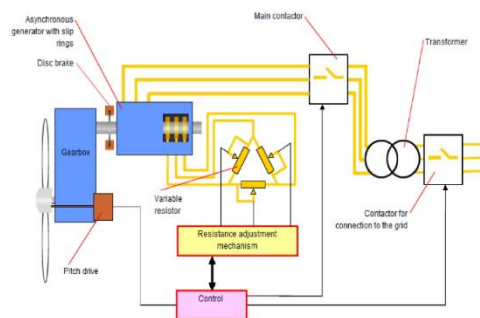 Asynchronous
generator with slip
rings
Main contactor
Transformer
Disc brake
Gearbox
Variable
resistor
Contactor for
connection to the grid
Resistance adjustment
mechanism
Pitch drive
Control